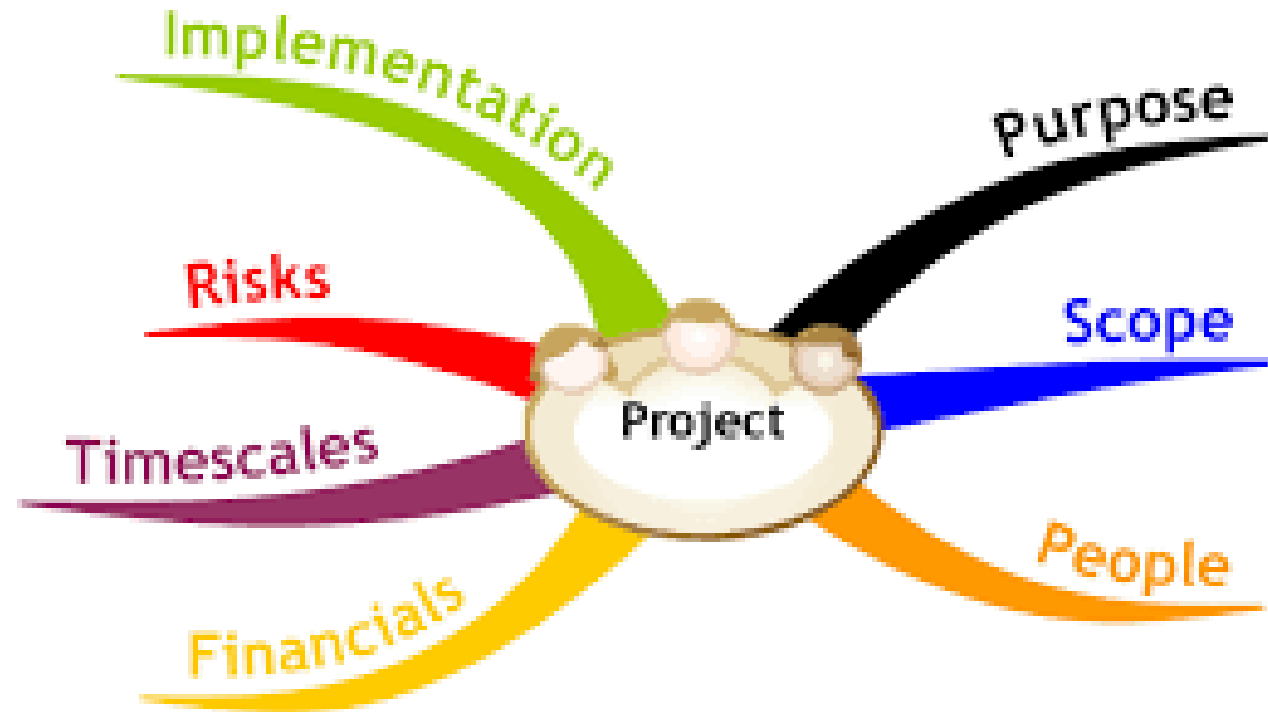 Implementation
Purpose
Risks
Scope
Project
Timescales
People
Financials